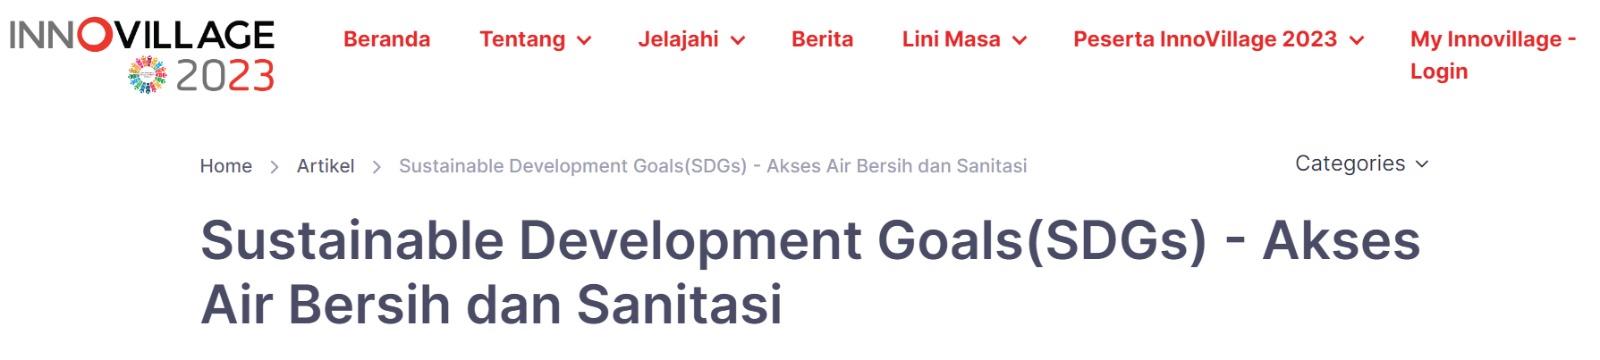 INNOVILLAGE
2023
Beranda Tentang Jelajahi Berita Lini Masa Peserta InnoVillage 2023 My Innovillage -
Login
Home > Artikel > Sustainable Development Goals(SDGs) - Akses Air Bersih dan Sanitasi Categories
Sustainable Development Goals(SDGs) - Akses
Air Bersih dan Sanitasi